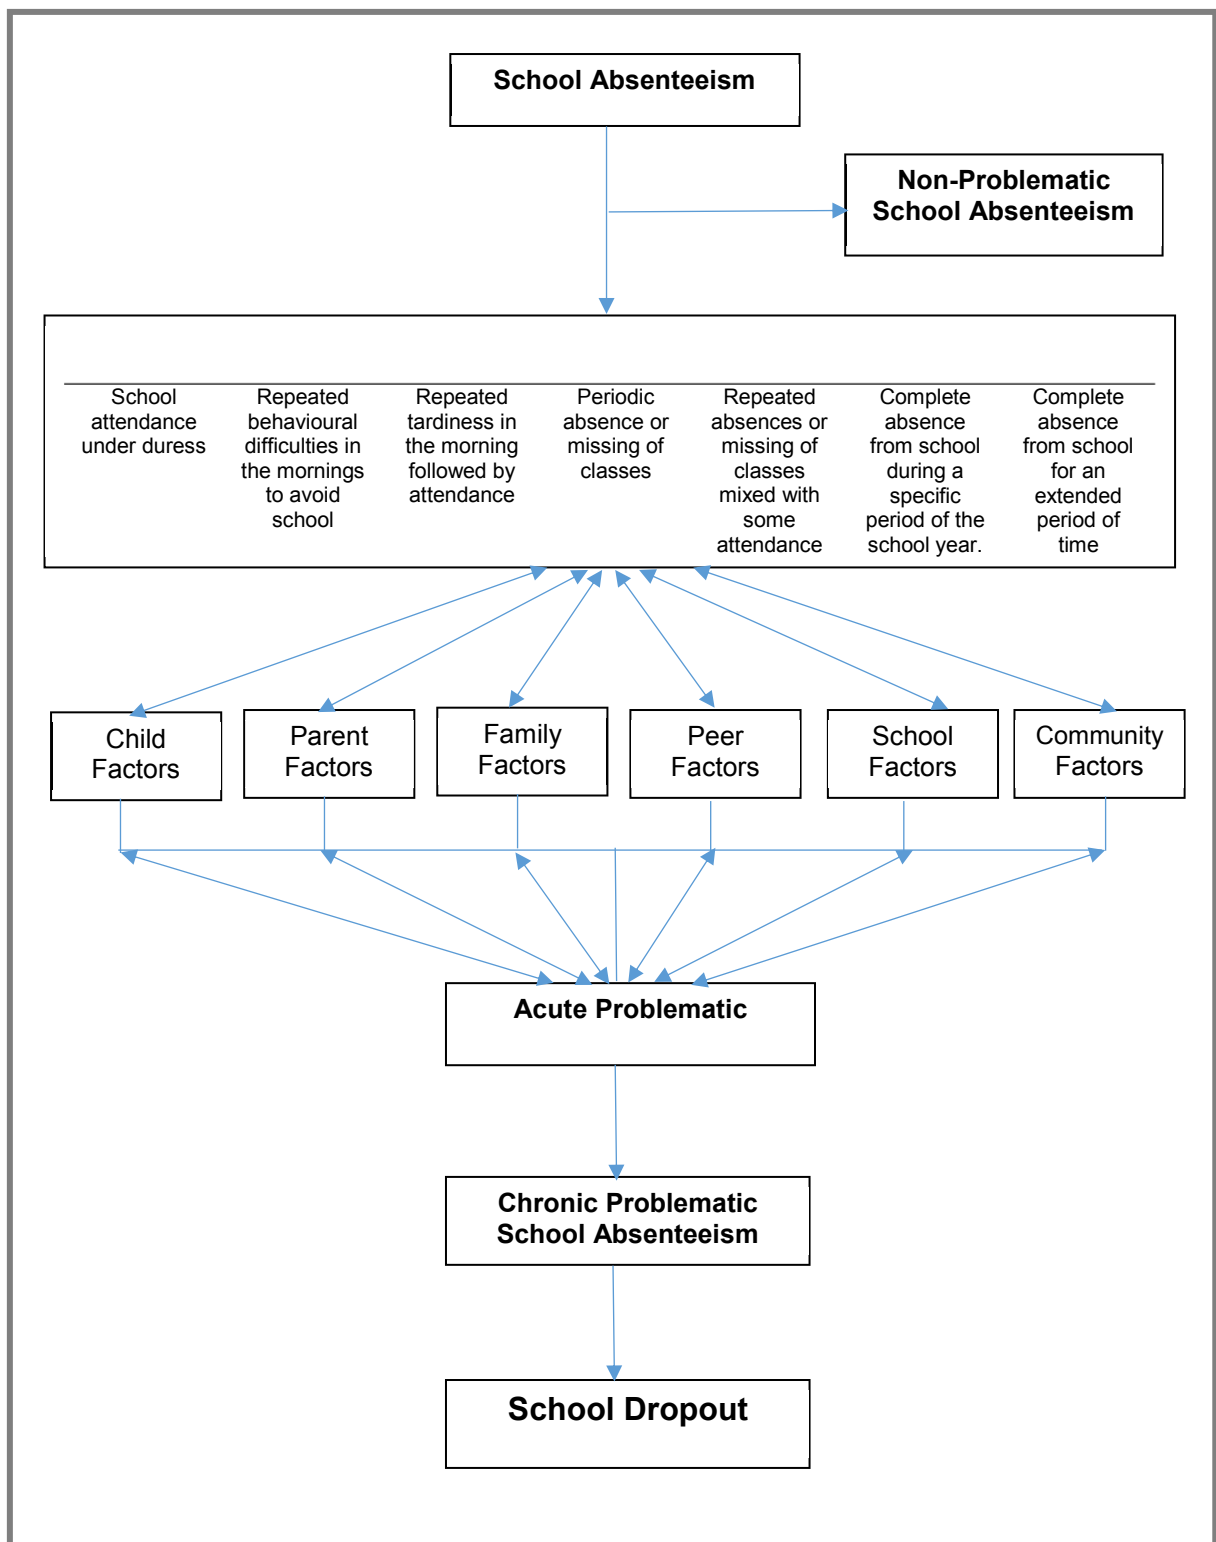 School Absenteeism
Non-Problematic
School Absenteeism
School
attendance
under duress
Repeated
behavioural
difficulties in
the mornings
to avoid
school
Repeated
tardiness in
the morning
followed by
attendance
Periodic
absence or
missing of
classes
Repeated
absences or
missing of
classes
mixed with
some
attendance
Complete
absence
from school
during a
specific
period of the
school year.
Complete
absence
from school
for an
extended
period of
time
Child
Factors
Parent
Factors
Family
Factors
Peer
Factors
School
Factors
Community
Factors
Acute Problematic
Chronic Problematic
School Absenteeism
School Dropout